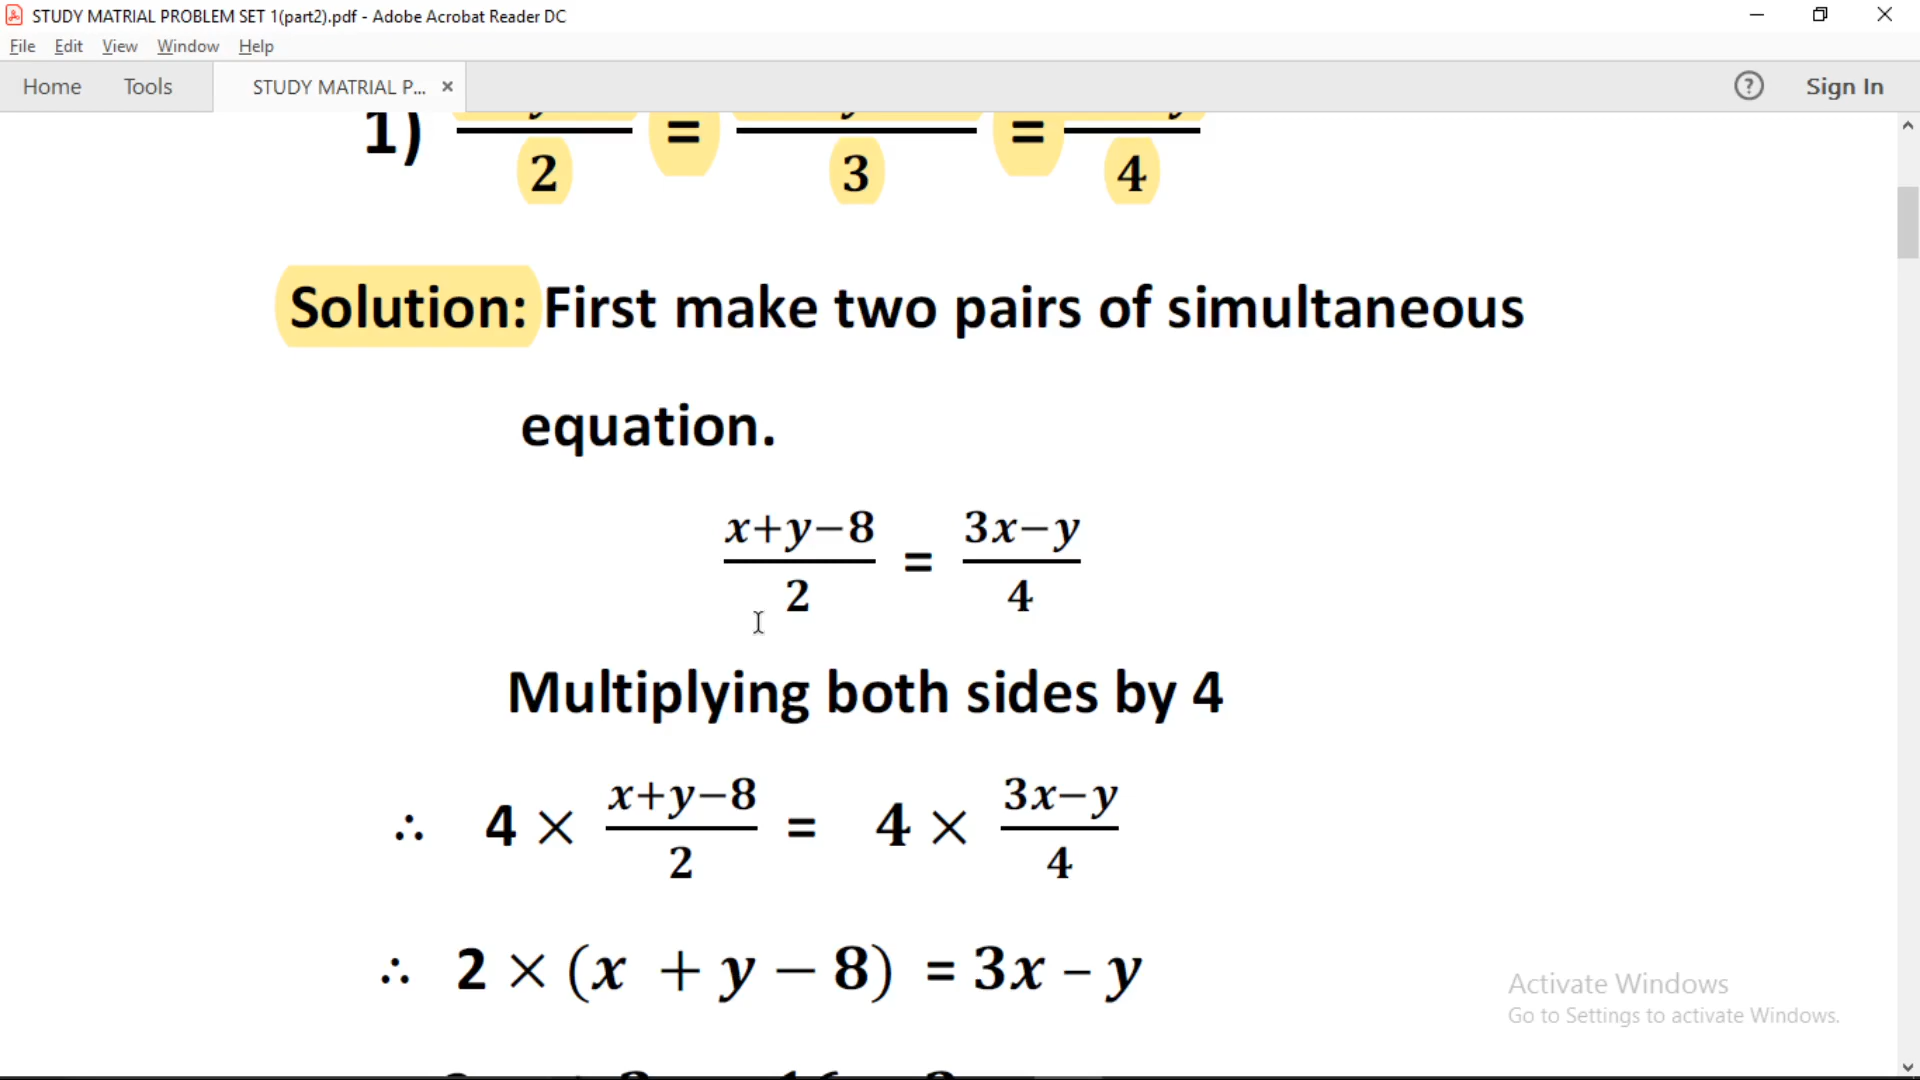 STUDY MATRIAL PROBLEM SET 1(part2).pdf - Adobe Acrobat Reader DC
File Edit View Window Help
Home Tools STUDY MATRIAL P... × ? Sign In
1) /2 = /3 = /4
Solution: First make two pairs of simultaneous
equation.
x+y−8/2 = 3x−y/4
Multiplying both sides by 4
∴ 4 × x+y−8/2 = 4 × 3x−y/4
∴ 2 × (x + y − 8) = 3x – y
Activate Windows
Go to Settings to activate Windows.